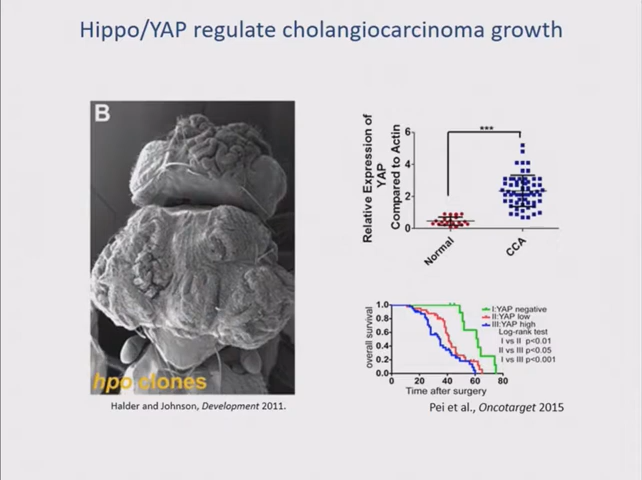 Hippo/YAP regulate cholangiocarcinoma growth
B
hpo clones
Halder and Johnson, Development 2011.
Relative Expression of
YAP
Compared to Actin
6
4
2
0
***
Normal
CCA
overall survival
1.0
0.8
0.6
0.4
0.2
0.0
0
20
40
60
80
Time after surgery
I:YAP negative
II:YAP low
III:YAP high
Log-rank test
I vs II p<0.01
II vs III p<0.05
I vs III p<0.001
Pei et al., Oncotarget 2015